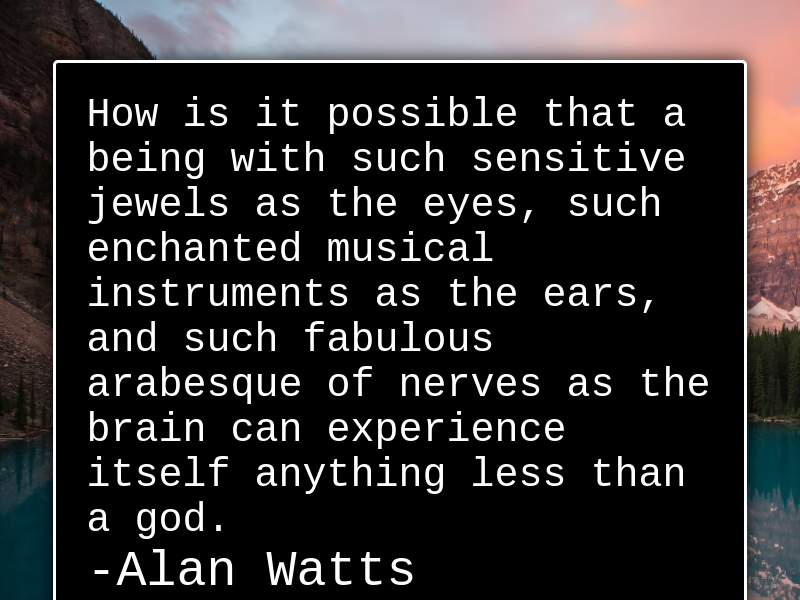 How is it possible that a
being with such sensitive
jewels as the eyes, such
enchanted musical
instruments as the ears,
and such fabulous
arabesque of nerves as the
brain can experience
itself anything less than
a god.
-Alan Watts